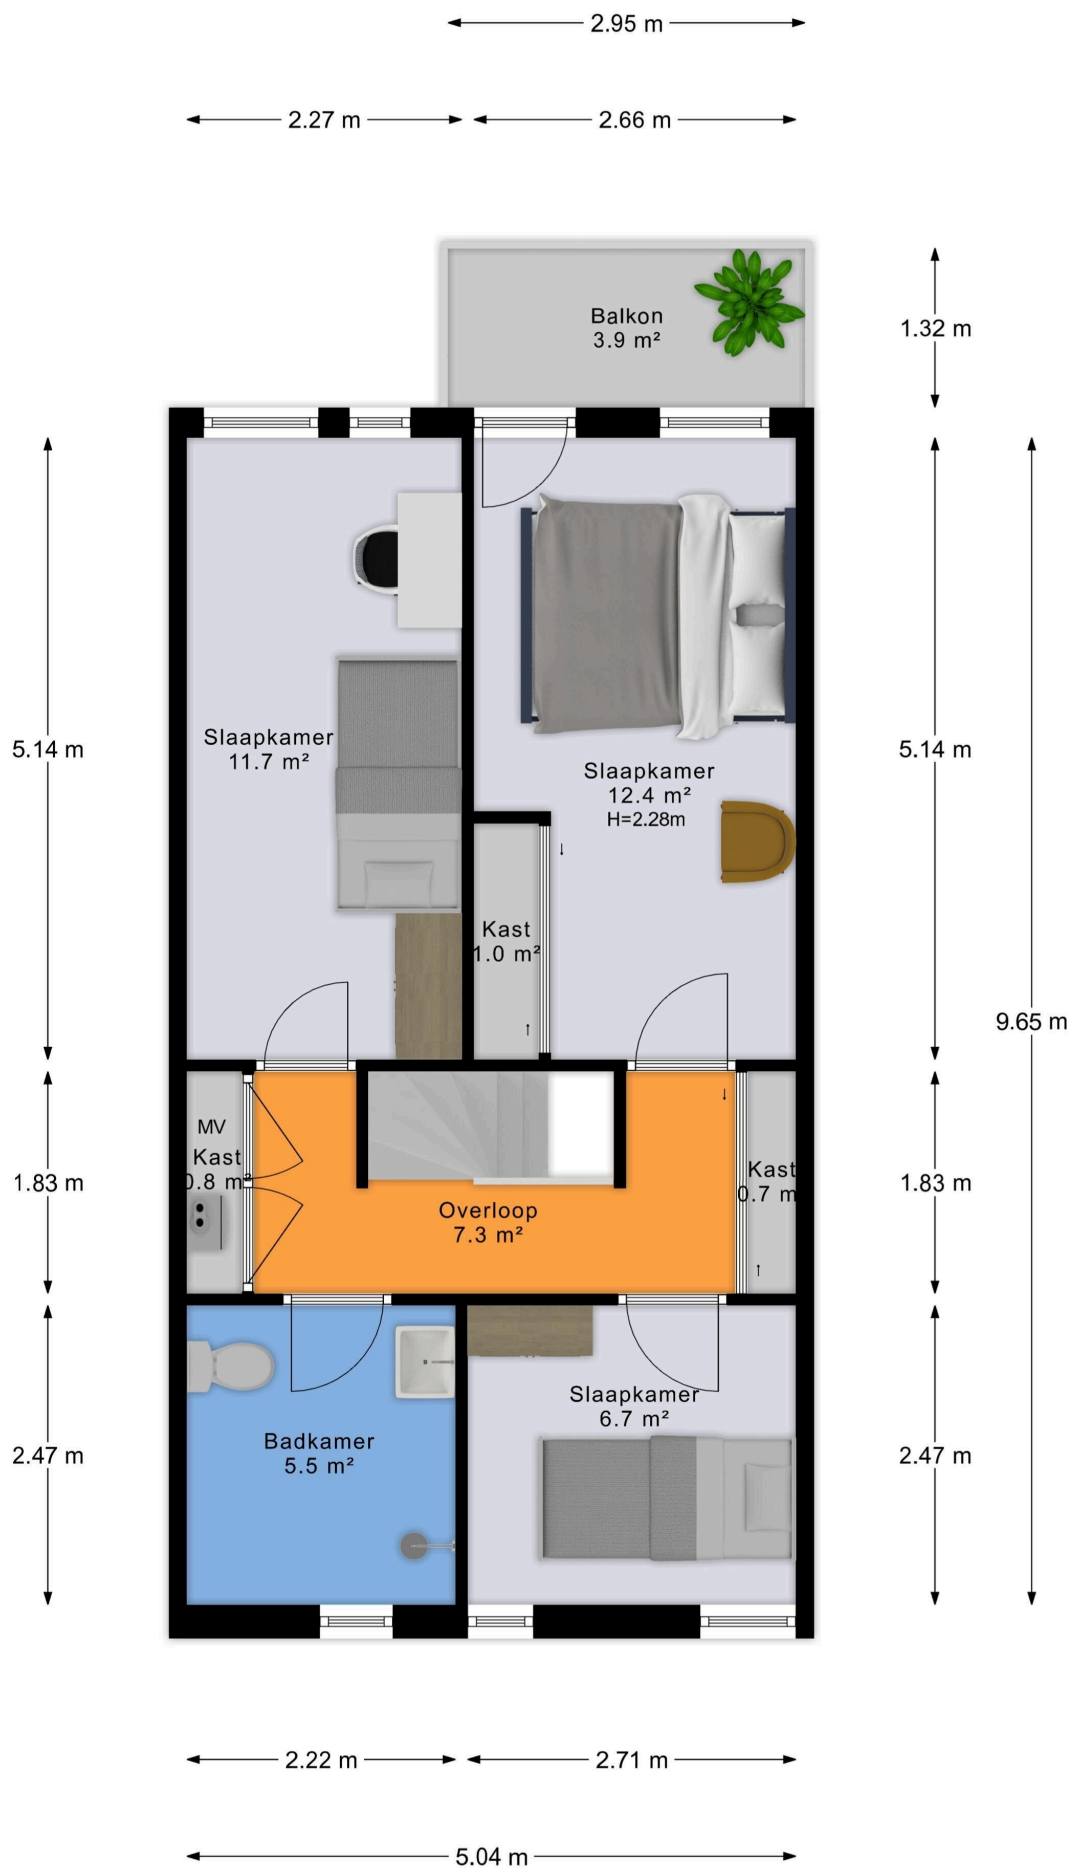 2.95 m
2.27 m
2.66 m
Balkon
3.9 m²
1.32 m
5.14 m
Slaapkamer
11.7 m²
Slaapkamer
12.4 m²
H=2.28m
5.14 m
Kast
1.0 m²
9.65 m
MV
Kast
0.8 m²
1.83 m
Overloop
7.3 m²
Kast
0.7 m
1.83 m
2.47 m
Badkamer
5.5 m²
Slaapkamer
6.7 m²
2.47 m
2.22 m
2.71 m
5.04 m